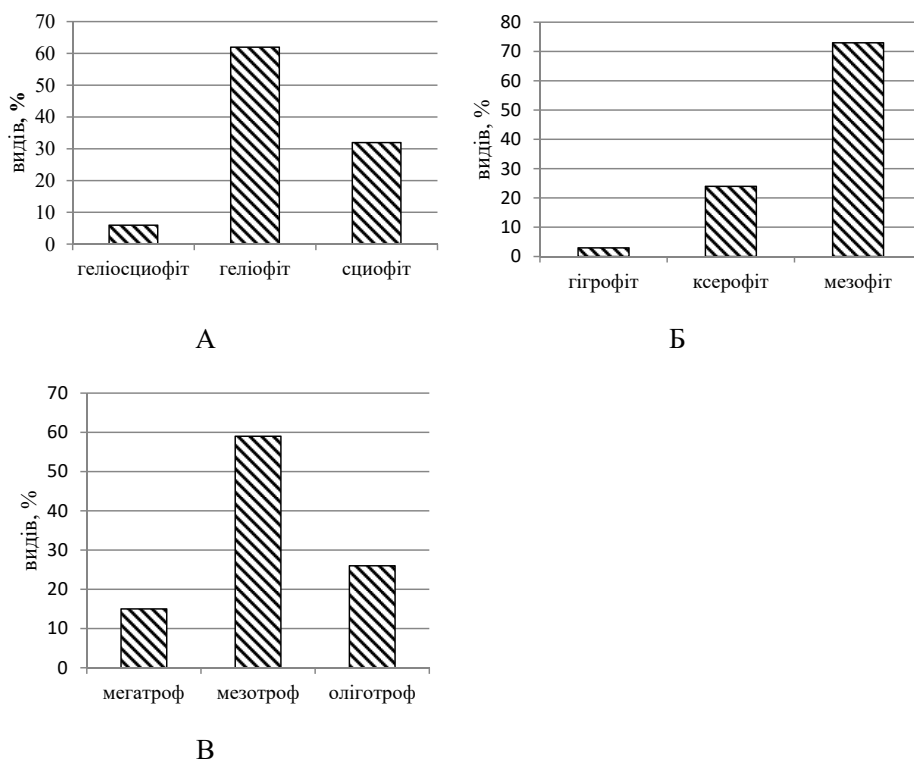 70
60
50
40
30
20
10
0
видів, %
геліосциофіт геліофіт сциофіт
А
80
70
60
50
40
30
20
10
0
видів, %
гігрофіт ксерофіт мезофіт
Б
70
60
50
40
30
20
10
0
видів, %
мегатроф мезотроф оліготроф
В